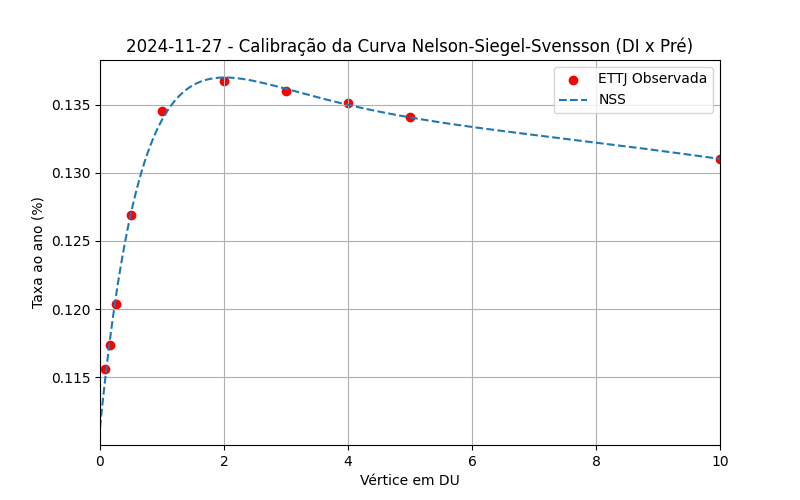 2024-11-27 - Calibração da Curva Nelson-Siegel-Svensson (DI x Pré)
ETTJ Observada
NSS
Taxa ao ano (%)
0.135
0.130
0.125
0.120
0.115
0 2 4 6 8 10
Vértice em DU